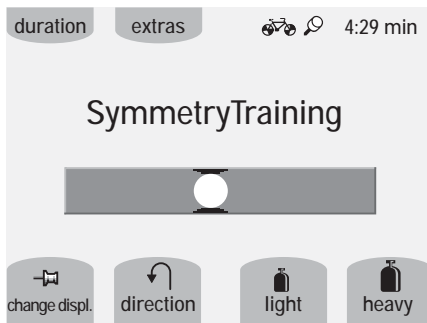 duration extras 4:29 min
SymmetryTraining
change displ. direction light heavy